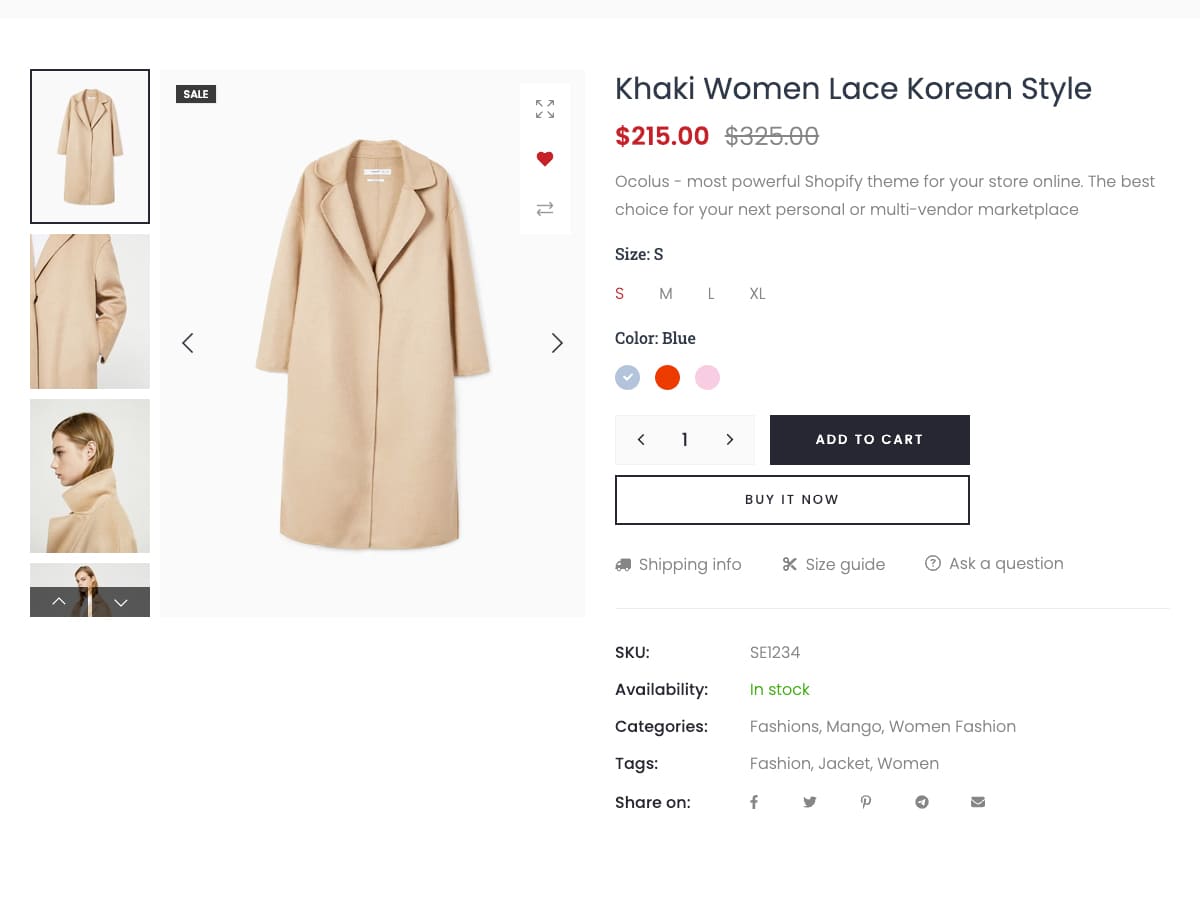 SALE
Khaki Women Lace Korean Style
$215.00 $325.00
Ocolus - most powerful Shopify theme for your store online. The best
choice for your next personal or multi-vendor marketplace
Size: S
S M L XL
Color: Blue
1 ADD TO CART
BUY IT NOW
Shipping info Size guide Ask a question
SKU: SE1234
Availability: In stock
Categories: Fashions, Mango, Women Fashion
Tags: Fashion, Jacket, Women
Share on: